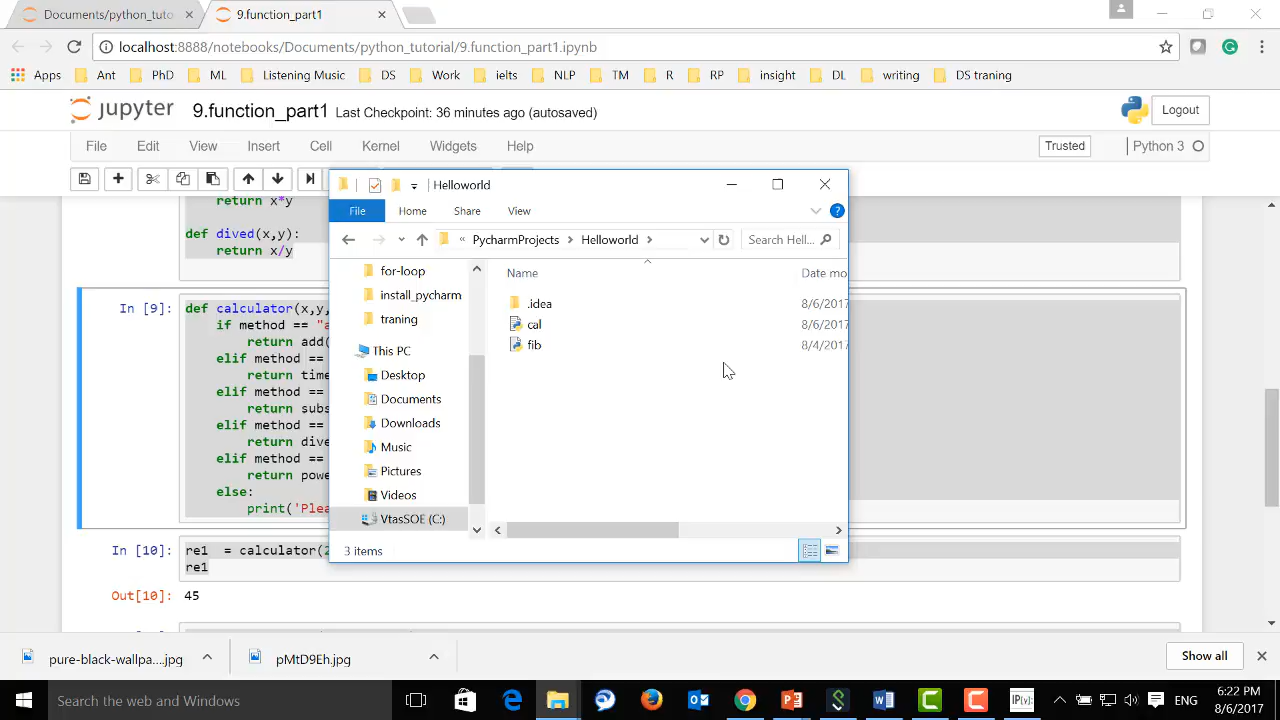 Documents/python_tuto
9.function_part1
localhost:8888/notebooks/Documents/python_tutorial/9.function_part1.ipynb
Apps Ant PhD ML Listening Music DS Work ielts NLP TM R RT insight DL writing DS traning
jupyter 9.function_part1 Last Checkpoint: 36 minutes ago (autosaved) Logout
File Edit View Insert Cell Kernel Widgets Help Trusted Python 3
return x*y
def dived(x,y):
return x/y
Helloworld
File Home Share View
« PycharmProjects Helloworld Search Hell...
for-loop
install_pycharm
traning
This PC
Desktop
Documents
Downloads
Music
Pictures
Videos
VtasSOE (C:)
Name Date mo
.idea 8/6/2017
cal 8/6/2017
fib 8/4/2017
3 items
In [9]: def calculator(x,y,
if method == "a
return add(
elif method ==
return time
elif method ==
return subs
elif method ==
return dive
elif method ==
return powe
else:
print('Plea
In [10]: re1 = calculator(2
re1
Out[10]: 45
pure-black-wallpa....jpg pMtD9Eh.jpg Show all
Search the web and Windows
ENG
6:22 PM
8/6/2017